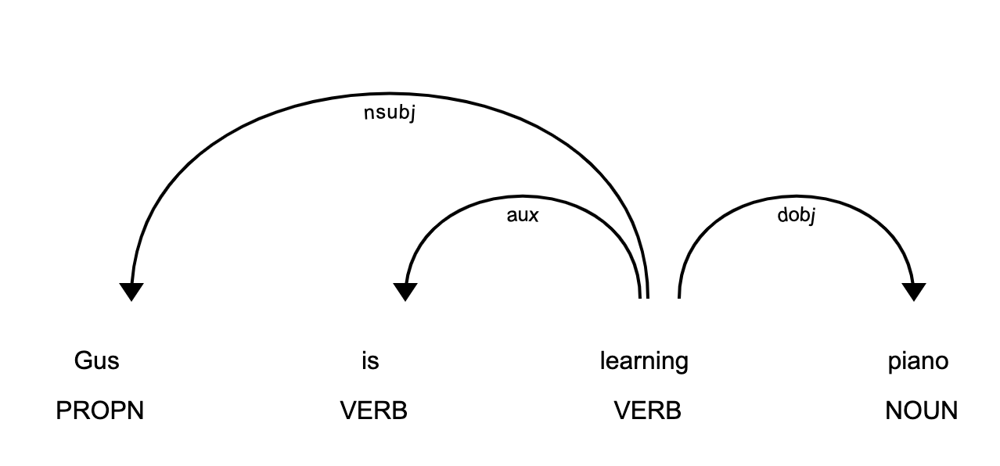 nsubj
aux dobj
Gus is learning piano
PROPN VERB VERB NOUN